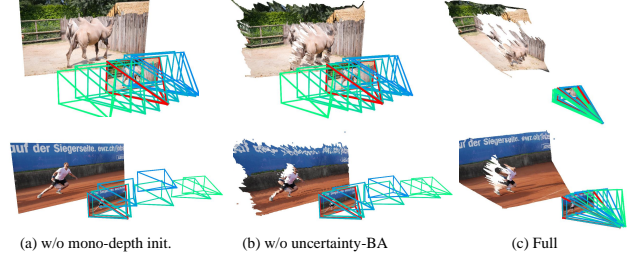 auf der Siegerseite. ewz.ch
(a) w/o mono-depth init.
(b) w/o uncertainty-BA
(c) Full